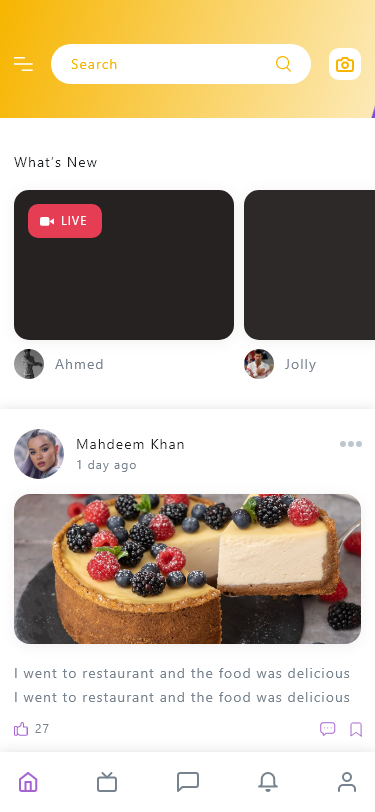 Search
What's New
LIVE
Ahmed
Jolly
Mahdeem Khan
1 day ago
I went to restaurant and the food was delicious
I went to restaurant and the food was delicious
27